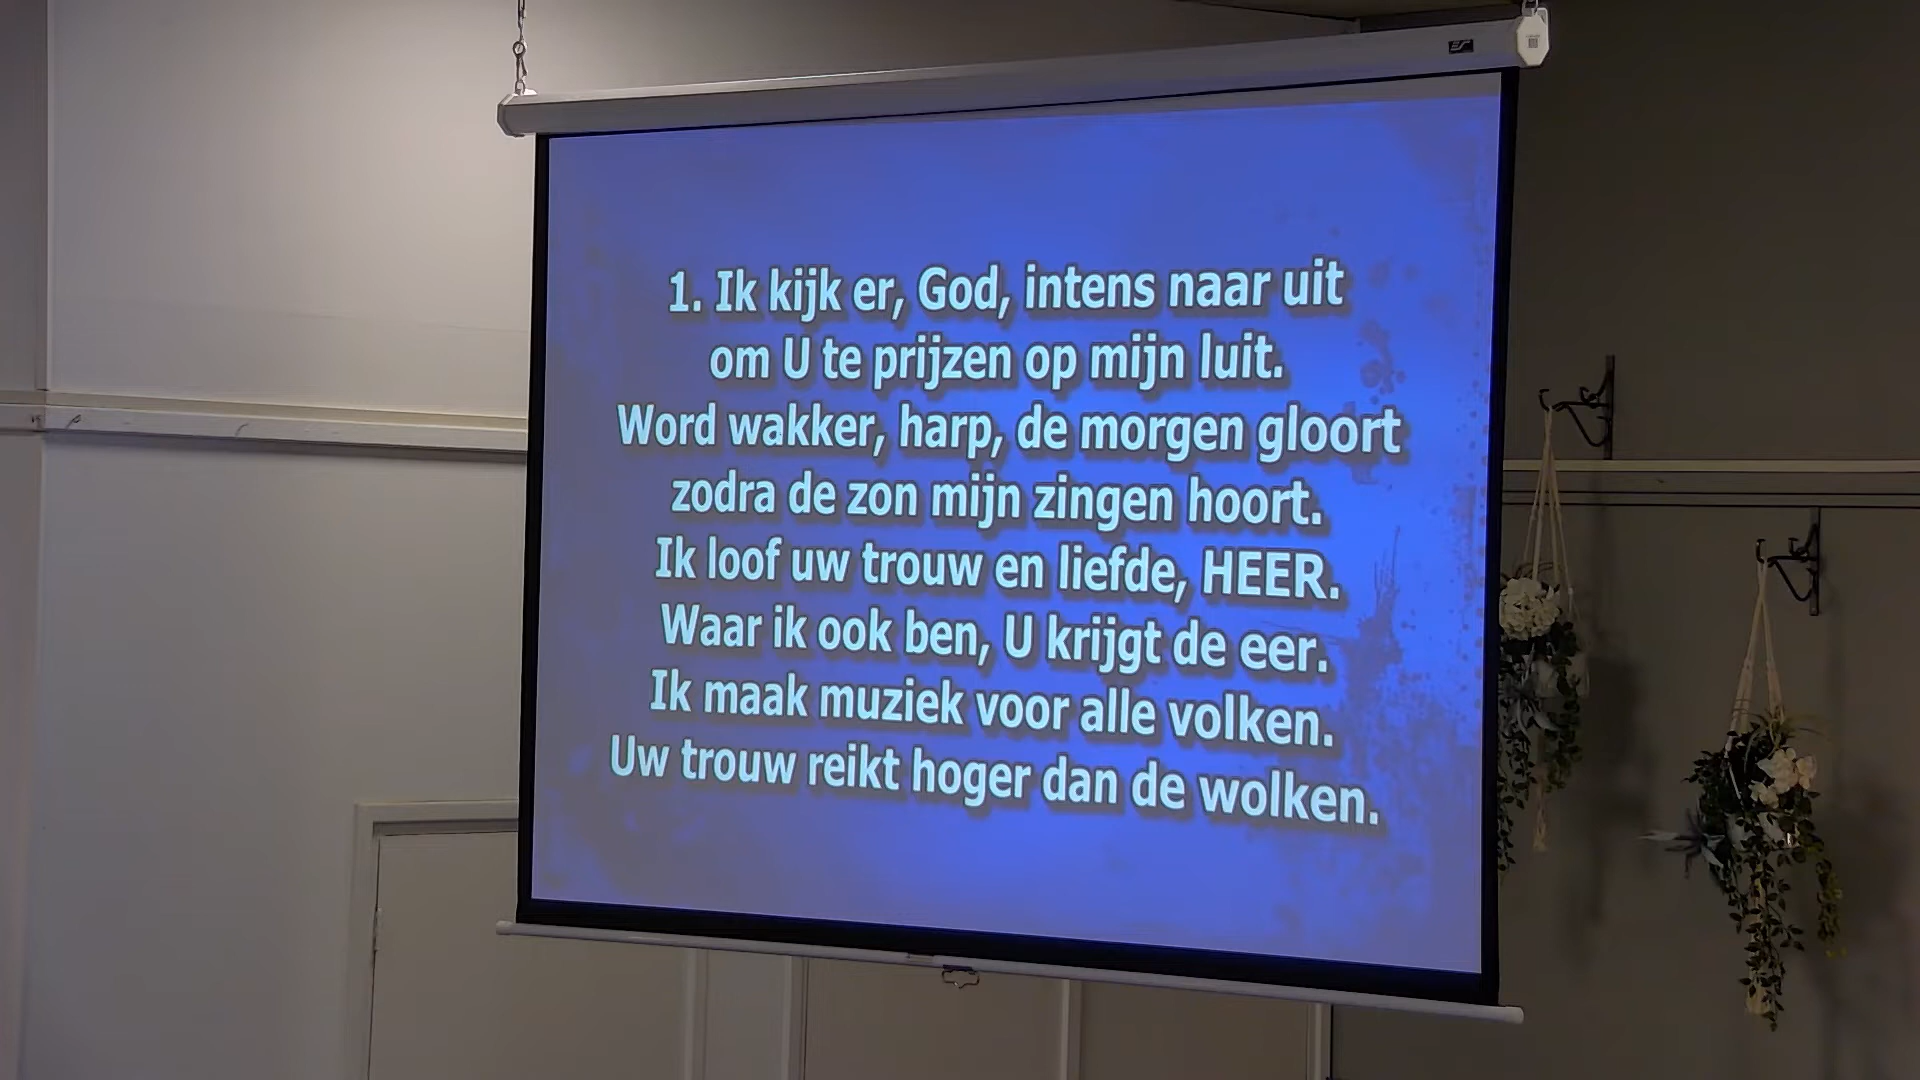 1. Ik kijk er, God, intens naar uit
om U te prijzen op mijn luit.
Word wakker, harp, de morgen gloort
zodra de zon mijn zingen hoort.
Ik loof uw trouw en liefde, HEER.
Waar ik ook ben, U krijgt de eer.
Ik maak muziek voor alle volken.
Uw trouw reikt hoger dan de wolken.